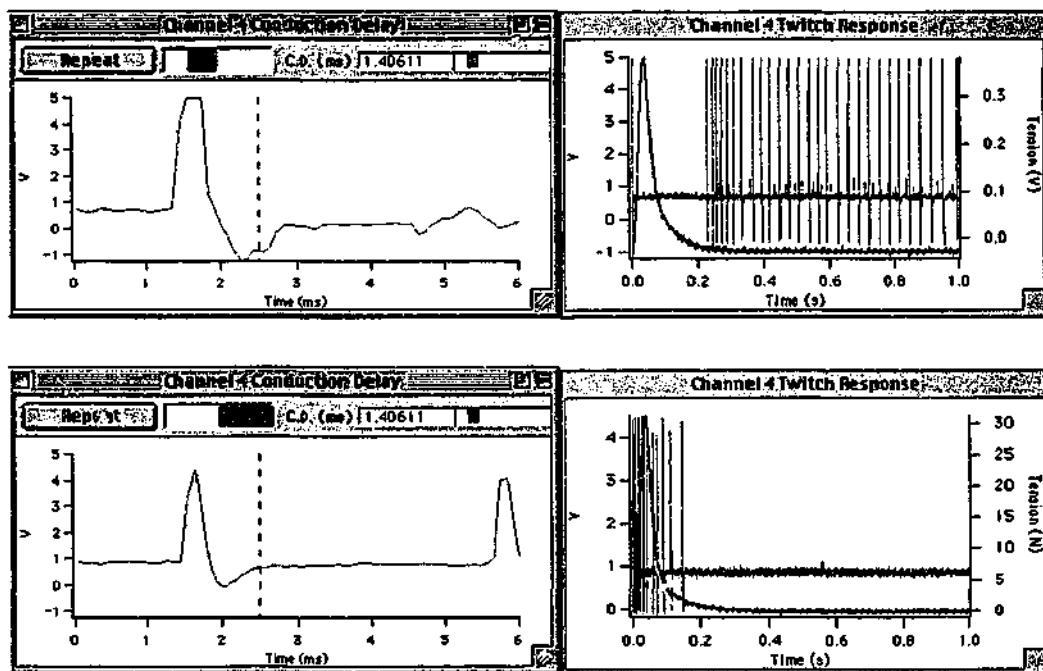 Channel 4 Conduction Delay
Repeat C.D. (ms) 1.40611
5
4
3
2
1
0
-1
V
0 1 2 3 4 5 6
Time (ms)
Channel 4 Twitch Response
5
4
3
2
1
0
-1
V
0.3
0.2
0.1
0.0
Tension (V)
0.0 0.2 0.4 0.6 0.8 1.0
Time (s)
Channel 4 Conduction Delay
Repeat C.D. (ms) 1.40611
5
4
3
2
1
0
-1
V
0 1 2 3 4 5 6
Time (ms)
Channel 4 Twitch Response
4
3
2
1
0
V
30
25
20
15
10
5
0
Tension (N)
0.0 0.2 0.4 0.6 0.8 1.0
Time (s)